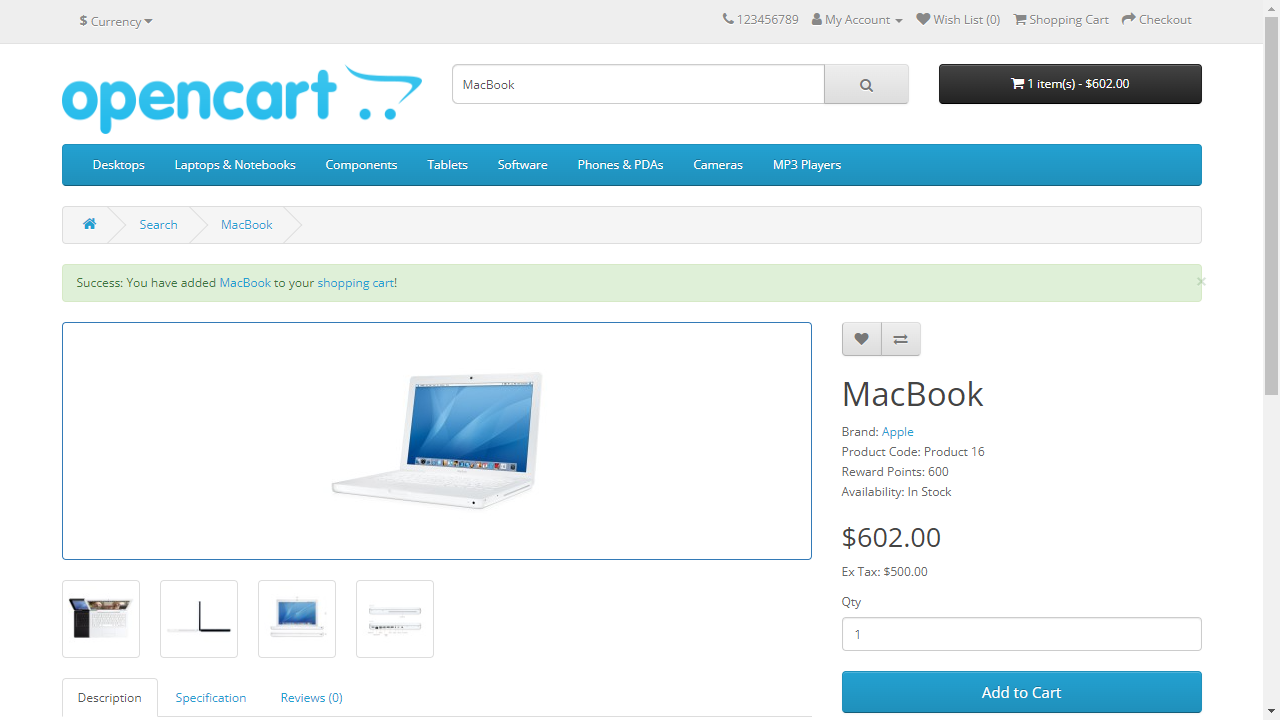 $ Currency
123456789 My Account Wish List (0) Shopping Cart Checkout
opencart
MacBook
1 item(s) - $602.00
Desktops Laptops & Notebooks Components Tablets Software Phones & PDAs Cameras MP3 Players
Search MacBook
Success: You have added MacBook to your shopping cart!
×
MacBook
Brand: Apple
Product Code: Product 16
Reward Points: 600
Availability: In Stock
$602.00
Ex Tax: $500.00
Qty
1
Add to Cart
Description Specification Reviews (0)